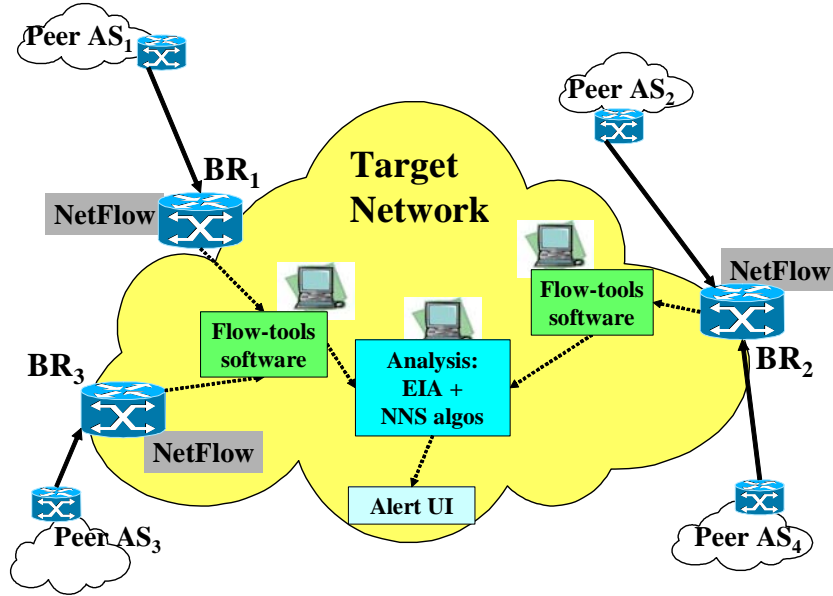 Peer AS1
Peer AS2
Target
Network
BR1
NetFlow
NetFlow
Flow-tools
software
Flow-tools
software
BR2
Analysis:
EIA +
NNS algos
BR3
NetFlow
Alert UI
Peer AS3
Peer AS4